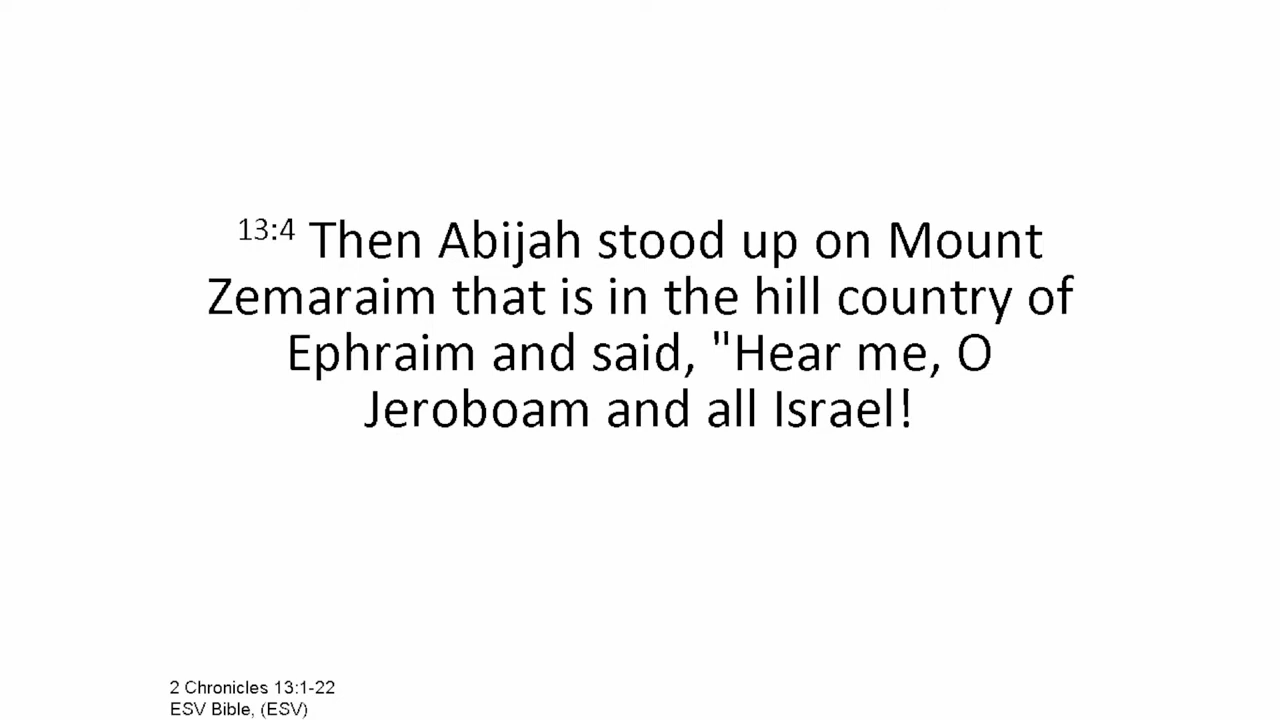 13:4 Then Abijah stood up on Mount
Zemaraim that is in the hill country of
Ephraim and said, "Hear me, O
Jeroboam and all Israel!
2 Chronicles 13:1-22
ESV Bible, (ESV)